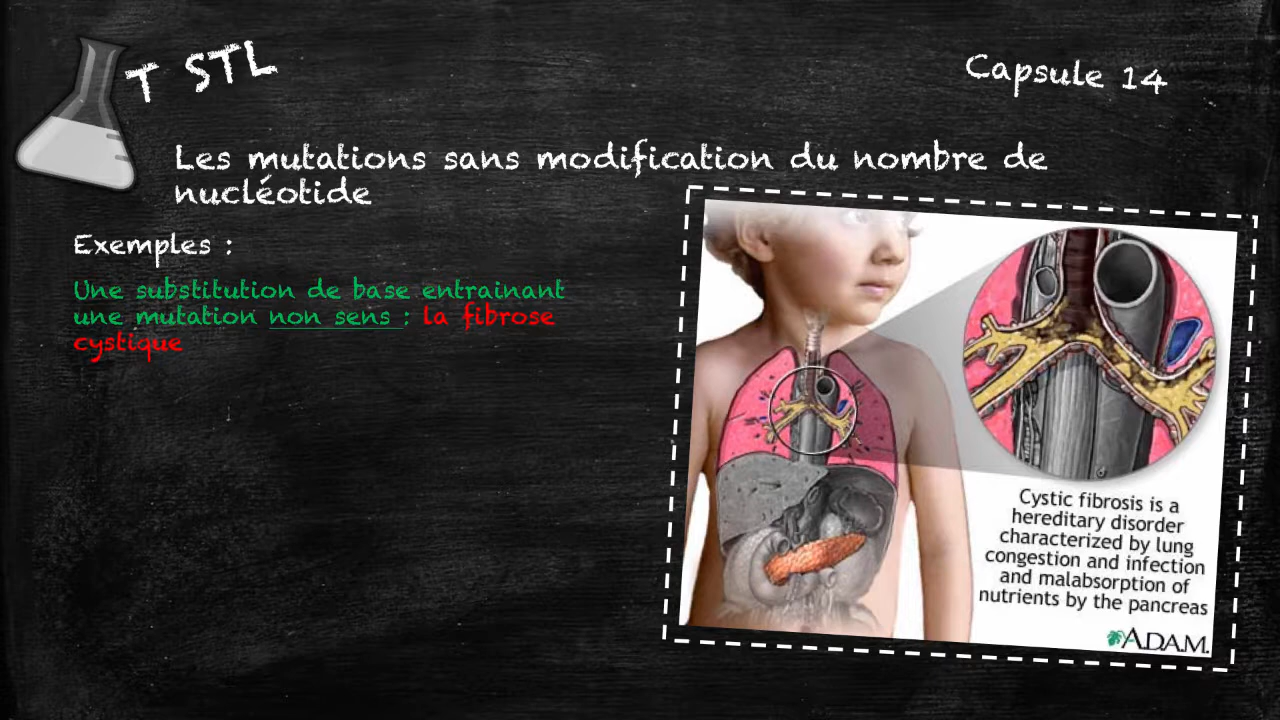 T STL
Capsule 14
Les mutations sans modification du nombre de
nucléotide
Exemples :
Une substitution de base entrainant
une mutation non sens : la fibrose
cystique
Cystic fibrosis is a
hereditary disorder
characterized by lung
congestion and infection
and malabsorption of
nutrients by the pancreas
A.D.A.M.